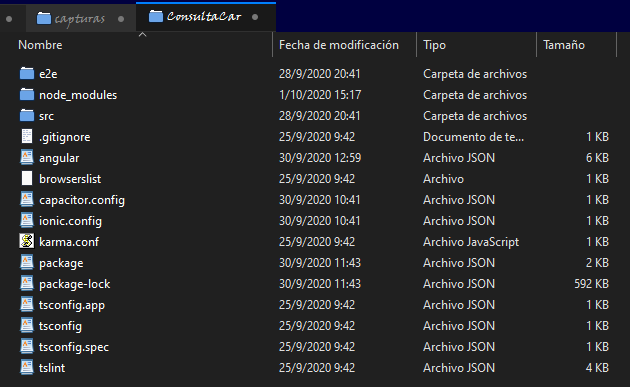 capturas ConsultaCar
Nombre Fecha de modificación Tipo Tamaño
e2e 28/9/2020 20:41 Carpeta de archivos
node_modules 1/10/2020 15:17 Carpeta de archivos
src 28/9/2020 20:41 Carpeta de archivos
.gitignore 25/9/2020 9:42 Documento de te... 1 KB
angular 30/9/2020 12:59 Archivo JSON 6 KB
browserslist 25/9/2020 9:42 Archivo 1 KB
capacitor.config 30/9/2020 10:41 Archivo JSON 1 KB
ionic.config 30/9/2020 10:41 Archivo JSON 1 KB
karma.conf 25/9/2020 9:42 Archivo JavaScript 1 KB
package 30/9/2020 11:43 Archivo JSON 2 KB
package-lock 30/9/2020 11:43 Archivo JSON 592 KB
tsconfig.app 25/9/2020 9:42 Archivo JSON 1 KB
tsconfig 25/9/2020 9:42 Archivo JSON 1 KB
tsconfig.spec 25/9/2020 9:42 Archivo JSON 1 KB
tslint 25/9/2020 9:42 Archivo JSON 4 KB